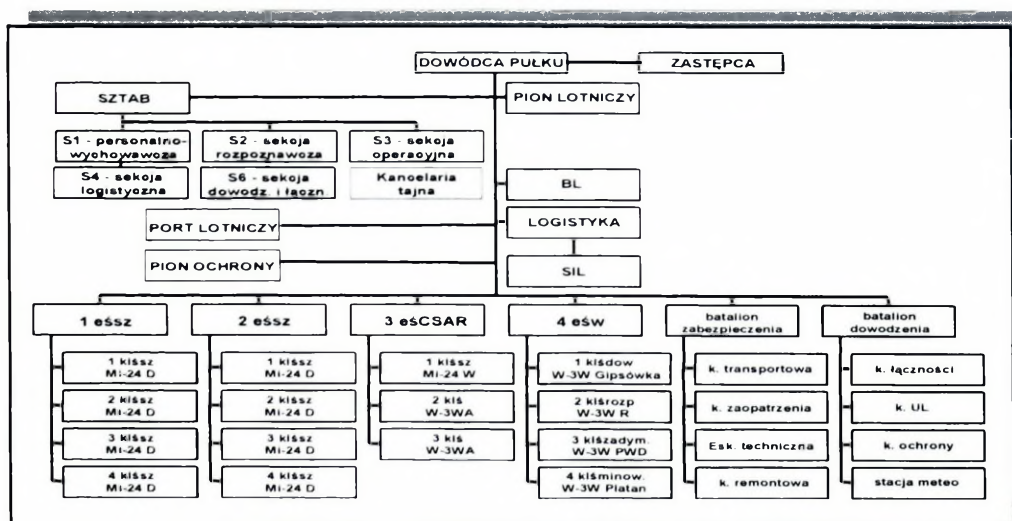 DOWÓDCA PUŁKU
ZASTĘPCA
SZTAB
PION LOTNICZY
S1 - personalno-
wychowawcza
S2 - sekcja
rozpoznawcza
S3 - sekcja
operacyjna
S4 - sekcja
logistyczna
S6 - sekcja
dowodz. i łączn.
Kancelaria
tajna
BL
PORT LOTNICZY
LOGISTYKA
PION OCHRONY
SIL
1 eśsz
2 eśsz
3 eśCSAR
4 eśw
batalion
zabezpieczenia
batalion
dowodzenia
1 klśsz
Mi-24 D
1 klśsz
Mi-24 D
1 klśsz
Mi-24 W
1 klśdow
W-3W Gipsówka
k. transportowa
k. łączności
2 klśsz
Mi-24 D
2 klśsz
Mi-24 D
2 klś
W-3WA
2 klśrozp
W-3W R
k. zaopatrzenia
k. UL
3 klśsz
Mi-24 D
3 klśsz
Mi-24 D
3 klś
W-3WA
3 klśzadym.
W-3W PWD
Esk. techniczna
k. ochrony
4 klśsz
Mi-24 D
4 klśsz
Mi-24 D
4 klśminow.
W-3W Platan
k. remontowa
stacja meteo